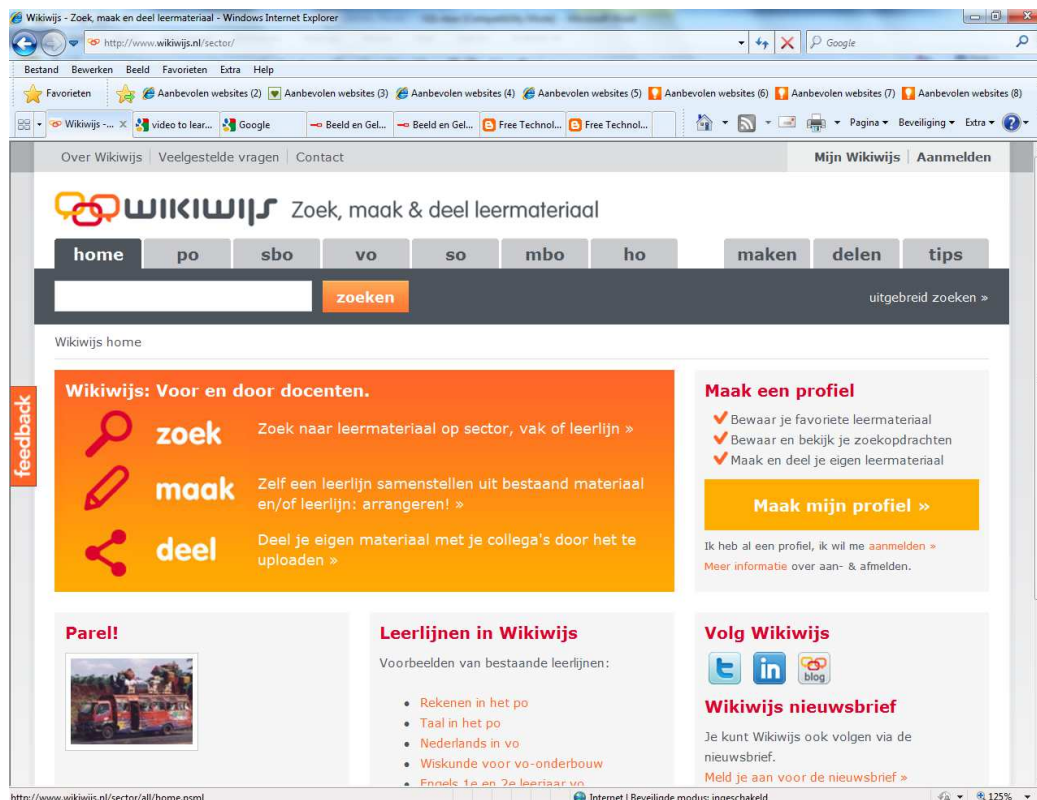 Wikiwijs - Zoek, maak en deel leermateriaal - Windows Internet Explorer
http://www.wikiwijs.nl/sector/
Google
Bestand Bewerken Beeld Favorieten Extra Help
Favorieten Aanbevolen websites (2) Aanbevolen websites (3) Aanbevolen websites (4) Aanbevolen websites (5) Aanbevolen websites (6) Aanbevolen websites (7) Aanbevolen websites (8)
Wikiwijs -... X video to lear... Google Beeld en Gel... Beeld en Gel... Free Technol... Free Technol... Pagina Beveiliging Extra
Over Wikiwijs Veelgestelde vragen Contact Mijn Wikiwijs Aanmelden
wikiwijs Zoek, maak & deel leermateriaal
home po sbo vo so mbo ho maken delen tips
zoeken uitgebreid zoeken »
Wikiwijs home
feedback
Wikiwijs: Voor en door docenten.
zoek Zoek naar leermateriaal op sector, vak of leerlijn »
maak Zelf een leerlijn samenstellen uit bestaand materiaal
en/of leerlijn: arrangeren! »
deel Deel je eigen materiaal met je collega's door het te
uploaden »
Maak een profiel
Bewaar je favoriete leermateriaal
Bewaar en bekijk je zoekopdrachten
Maak en deel je eigen leermateriaal
Maak mijn profiel »
Ik heb al een profiel, ik wil me aanmelden »
Meer informatie over aan- & afmelden.
Parel!
Leerlijnen in Wikiwijs
Voorbeelden van bestaande leerlijnen:
Rekenen in het po
Taal in het po
Nederlands in vo
Wiskunde voor vo-onderbouw
Engels 1e en 2e leerjaar vo
Volg Wikiwijs
in
blog
Wikiwijs nieuwsbrief
Je kunt Wikiwijs ook volgen via de
nieuwsbrief.
Meld je aan voor de nieuwsbrief »
http://www.wikiwijs.nl/sector/all/home.psml Internet | Beveiligde modus: ingeschakeld 125%